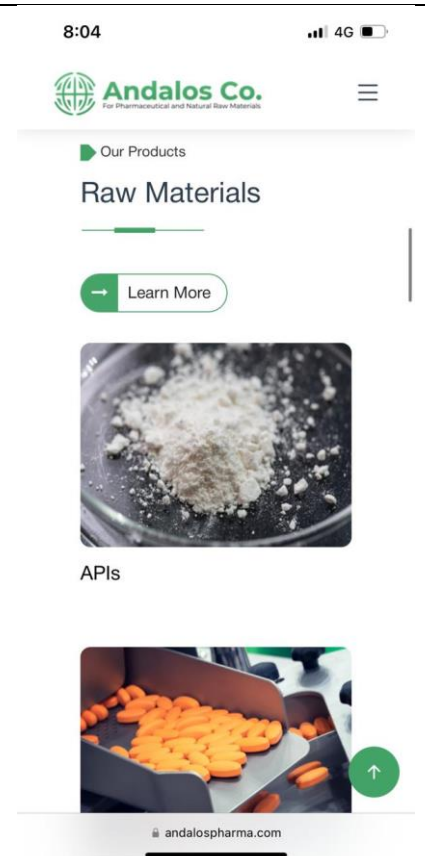 8:04
4G
Andalos Co.
For Pharmaceutical and Natural Raw Materials
Our Products
Raw Materials
Learn More
APIs
andalospharma.com